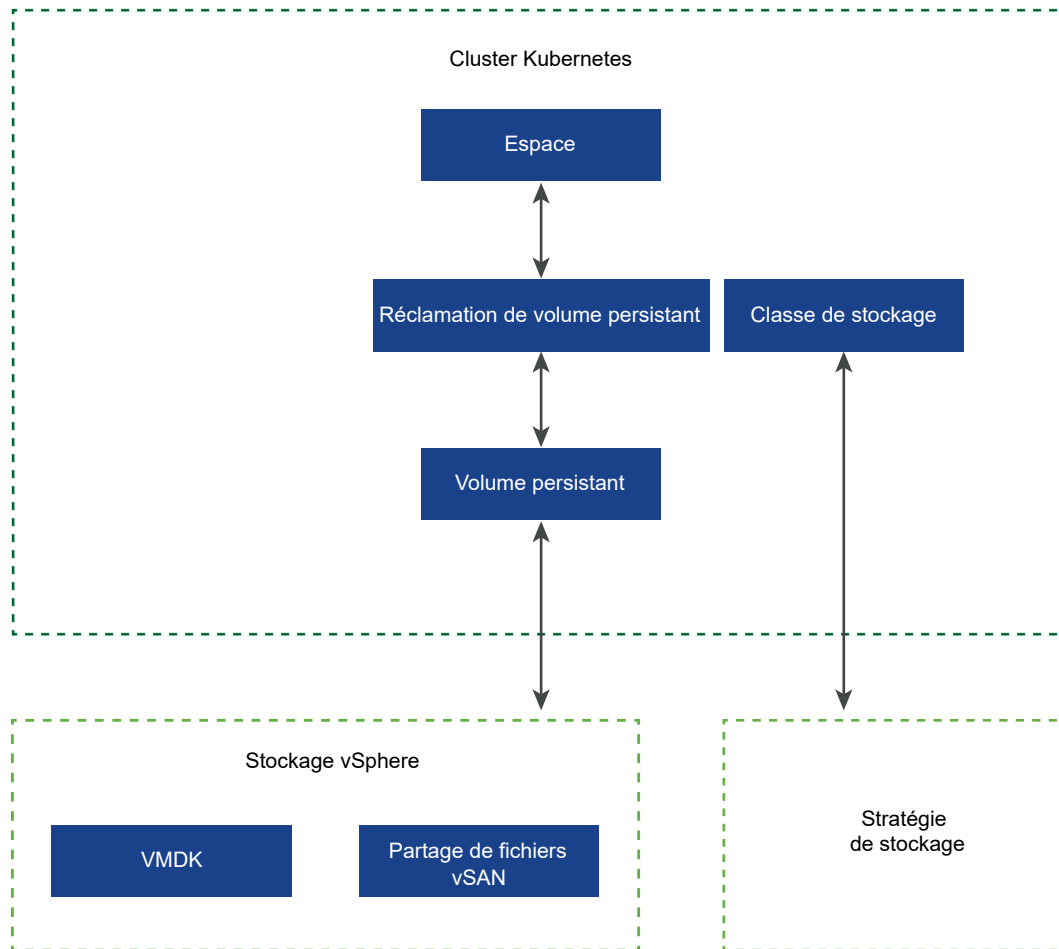 Cluster Kubernetes
Espace
Réclamation de volume persistant
Classe de stockage
Volume persistant
Stockage vSphere
VMDK
Partage de fichiers
vSAN
Stratégie
de stockage